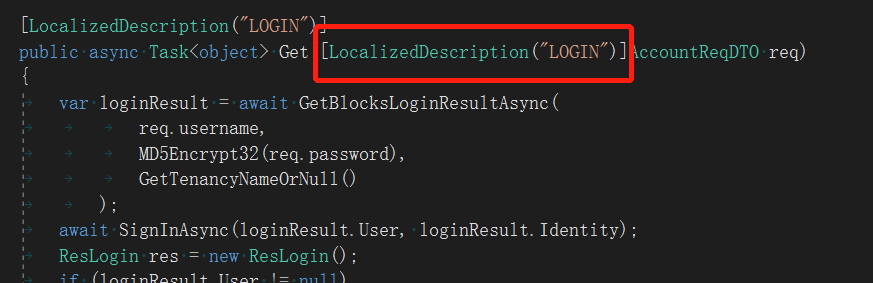 [LocalizedDescription("LOGIN")]
public async Task<object> Get([LocalizedDescription("LOGIN")]AccountReqDTO req)
{
var loginResult = await GetBlocksLoginResultAsync(
req.username,
MD5Encrypt32(req.password),
GetTenancyNameOrNull()
);
await SignInAsync(loginResult.User, loginResult.Identity);
ResLogin res = new ResLogin();
if (loginResult.User != null)